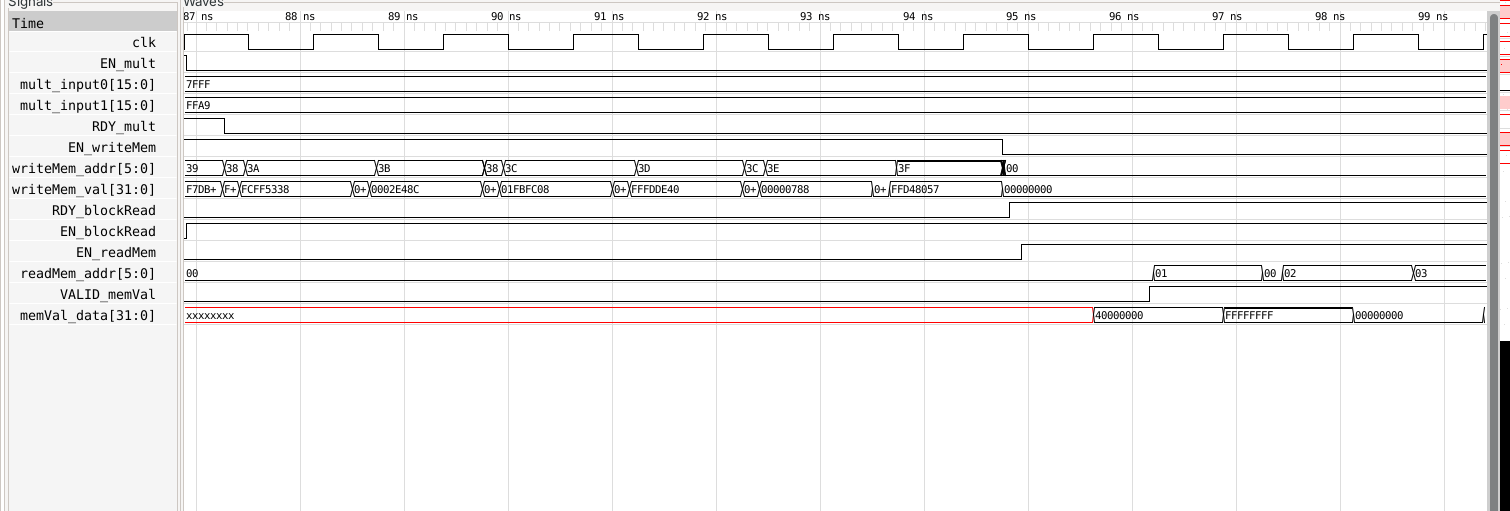 Signals
Waves
Time
87 ns 88 ns 89 ns 90 ns 91 ns 92 ns 93 ns 94 ns 95 ns 96 ns 97 ns 98 ns 99 ns
clk
EN_mult
mult_input0[15:0] 7FFF
mult_input1[15:0] FFA9
RDY_mult
EN_writeMem
writeMem_addr[5:0] 39 38 3A 3B 38 3C 3D 3C 3E 3F 00
writeMem_val[31:0] F7DB+ F+ FCFF5338 0+ 0002E48C 0+ 01FBFC08 0+ FFFDDE40 0+ 00000788 0+ FFD48057 00000000
RDY_blockRead
EN_blockRead
EN_readMem
readMem_addr[5:0] 00 01 00 02 03
VALID_memVal
memVal_data[31:0] xxxxxxxx 40000000 FFFFFFFF 00000000